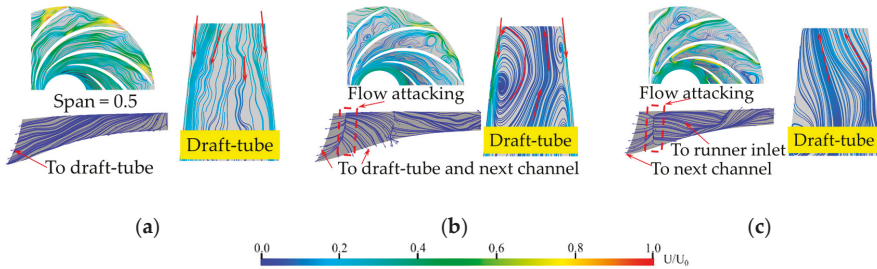 Span = 0.5
To draft-tube
Draft-tube
(a)
Flow attacking
To draft-tube and next channel
Draft-tube
(b)
Flow attacking
To runner inlet
To next channel
Draft-tube
(c)
0.0 0.2 0.4 0.6 0.8 1.0
U/U₀